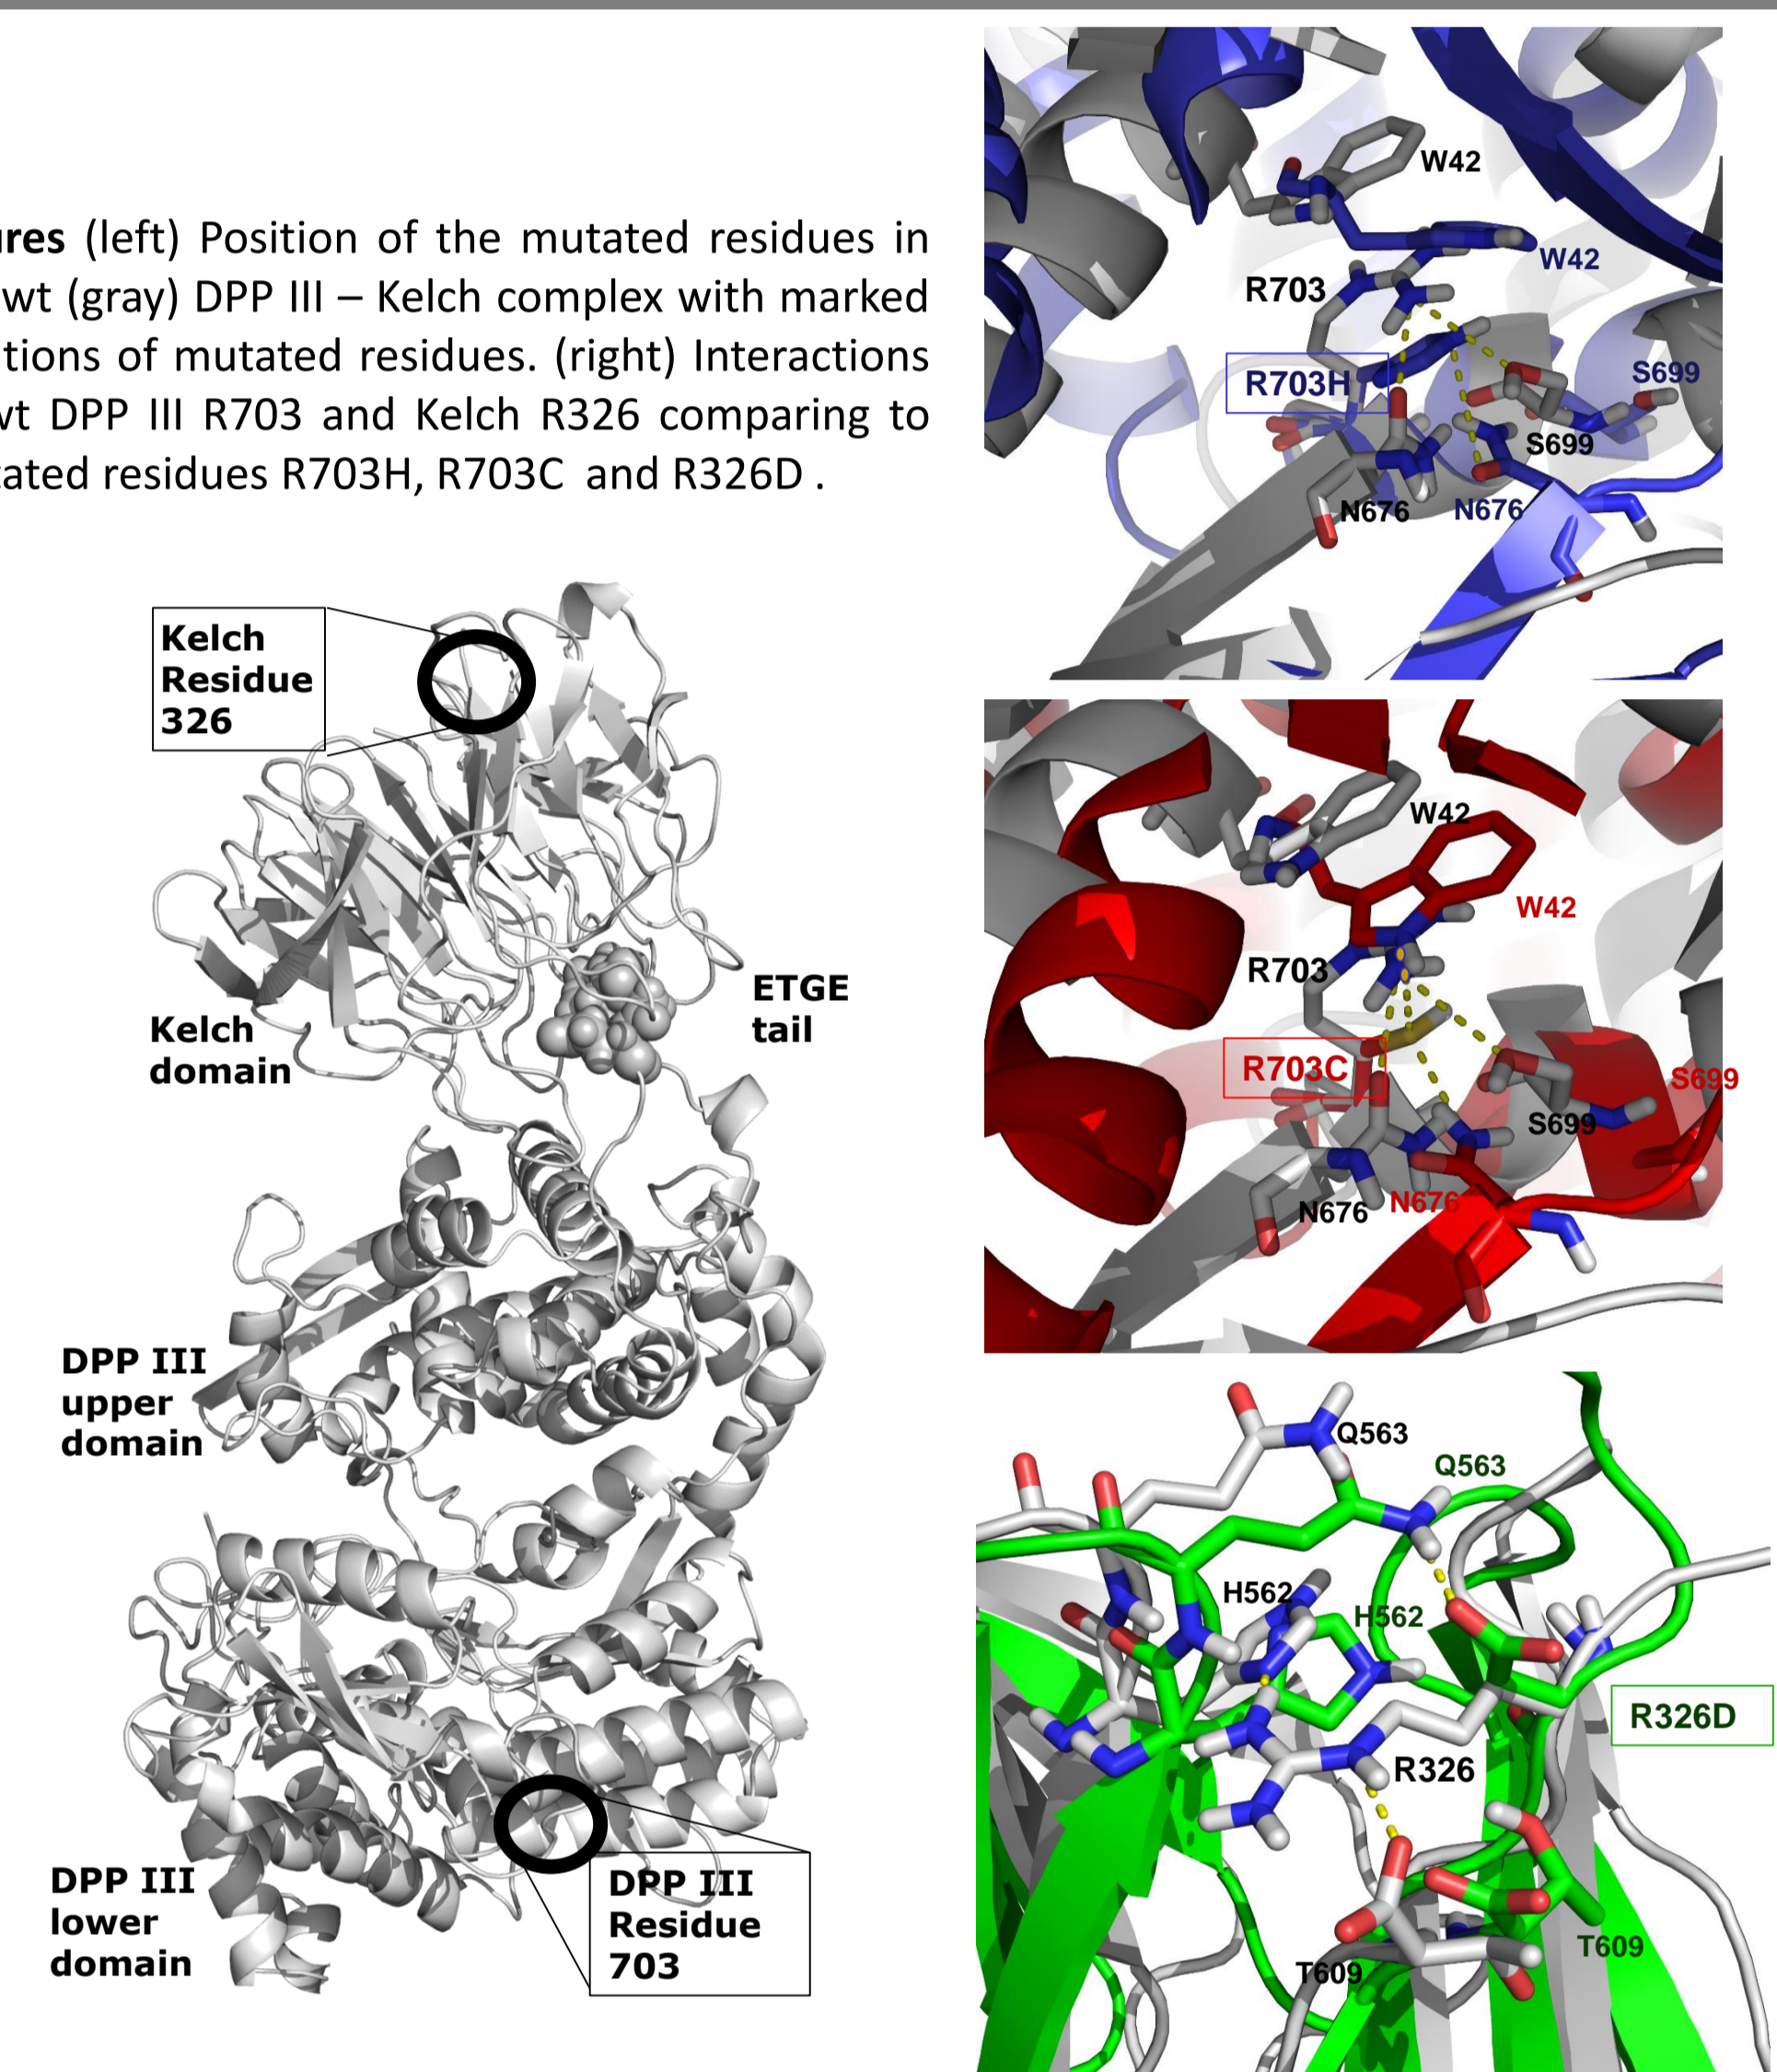 (left) Position of the mutated residues in
wt (gray) DPP III – Kelch complex with marked
of mutated residues. (right) Interactions
DPP III R703 and Kelch R326 comparing to
residues R703H, R703C and R326D .
Kelch
Residue
326
Kelch
domain
ETGE
tail
DPP III
upper
domain
DPP III
lower
domain
DPP III
Residue
703
W42
W42
R703
R703H
S699
S699
N676
N676
W42
W42
R703
R703C
S699
S699
N676
N676
Q563
Q563
H562
H562
R326D
R326
T609
T609